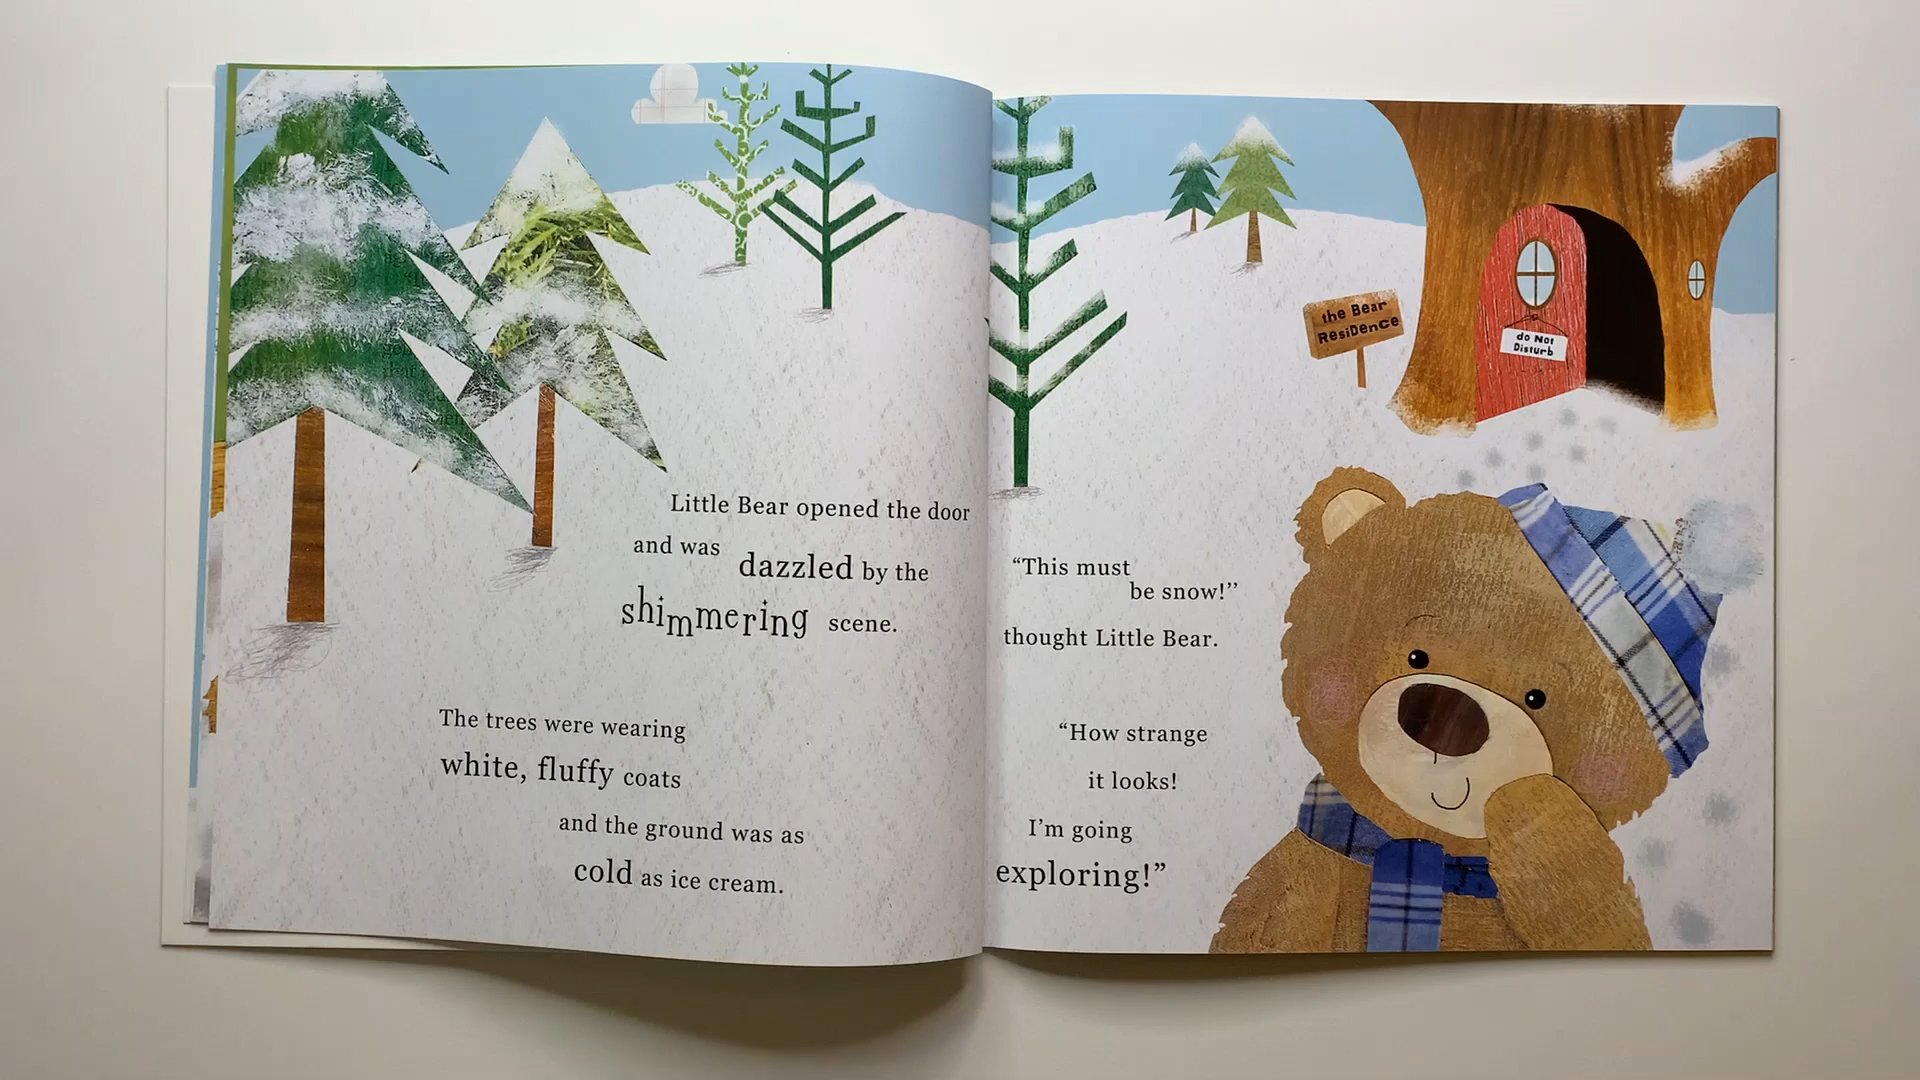 Little Bear opened the door
and was dazzled by the
shimmering scene.
The trees were wearing
white, fluffy coats
and the ground was as
cold as ice cream.
the Bear
ResiDence
do Not
Disturb
“This must
be snow!”
thought Little Bear.
“How strange
it looks!
I’m going
exploring!”